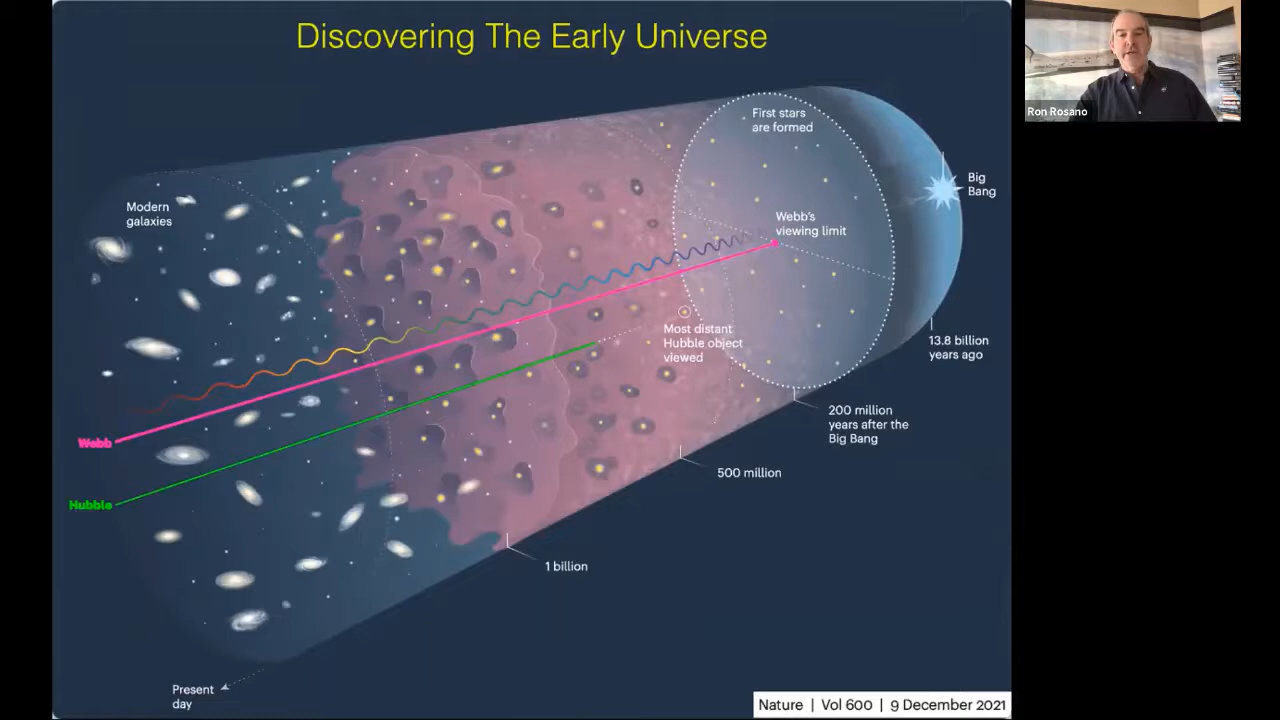 Discovering The Early Universe
Ron Rosano
First stars
are formed
Big
Bang
Modern
galaxies
Webb's
viewing limit
Most distant
Hubble object
viewed
13.8 billion
years ago
200 million
years after the
Big Bang
Webb
500 million
Hubble
1 billion
Present
day
Nature | Vol 600 | 9 December 2021